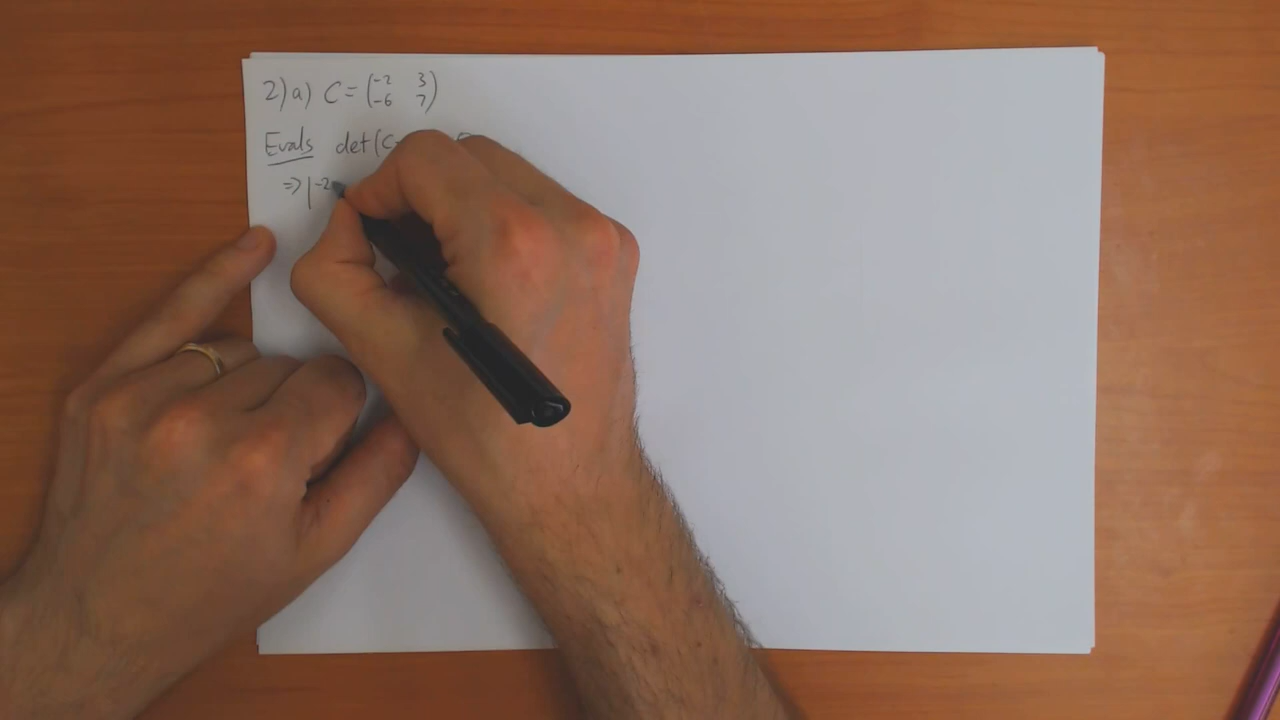 2)a) C = (-2 3
-6 7)
Evals det(C-
=> |-2